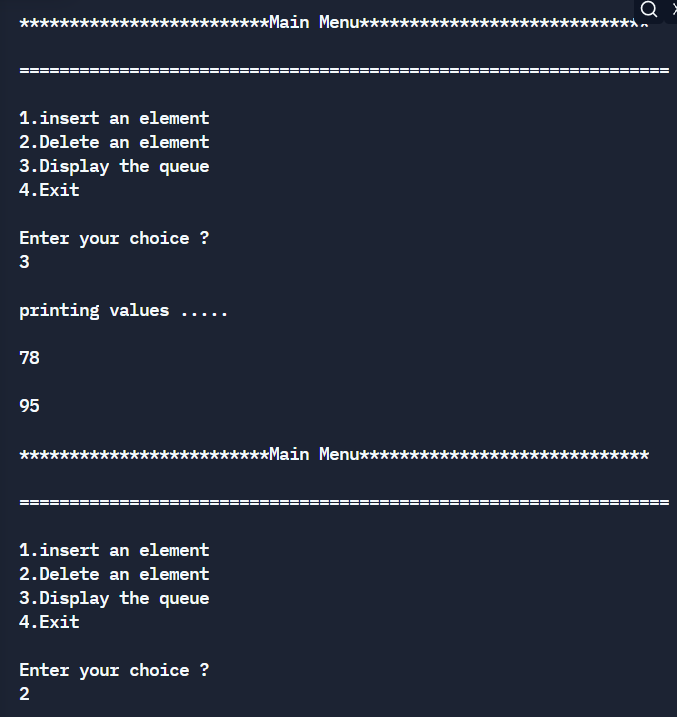 *************************Main Menu*****************************
=================================================================
1.insert an element
2.Delete an element
3.Display the queue
4.Exit
Enter your choice ?
3
printing values .....
78
95
*************************Main Menu*****************************
=================================================================
1.insert an element
2.Delete an element
3.Display the queue
4.Exit
Enter your choice ?
2